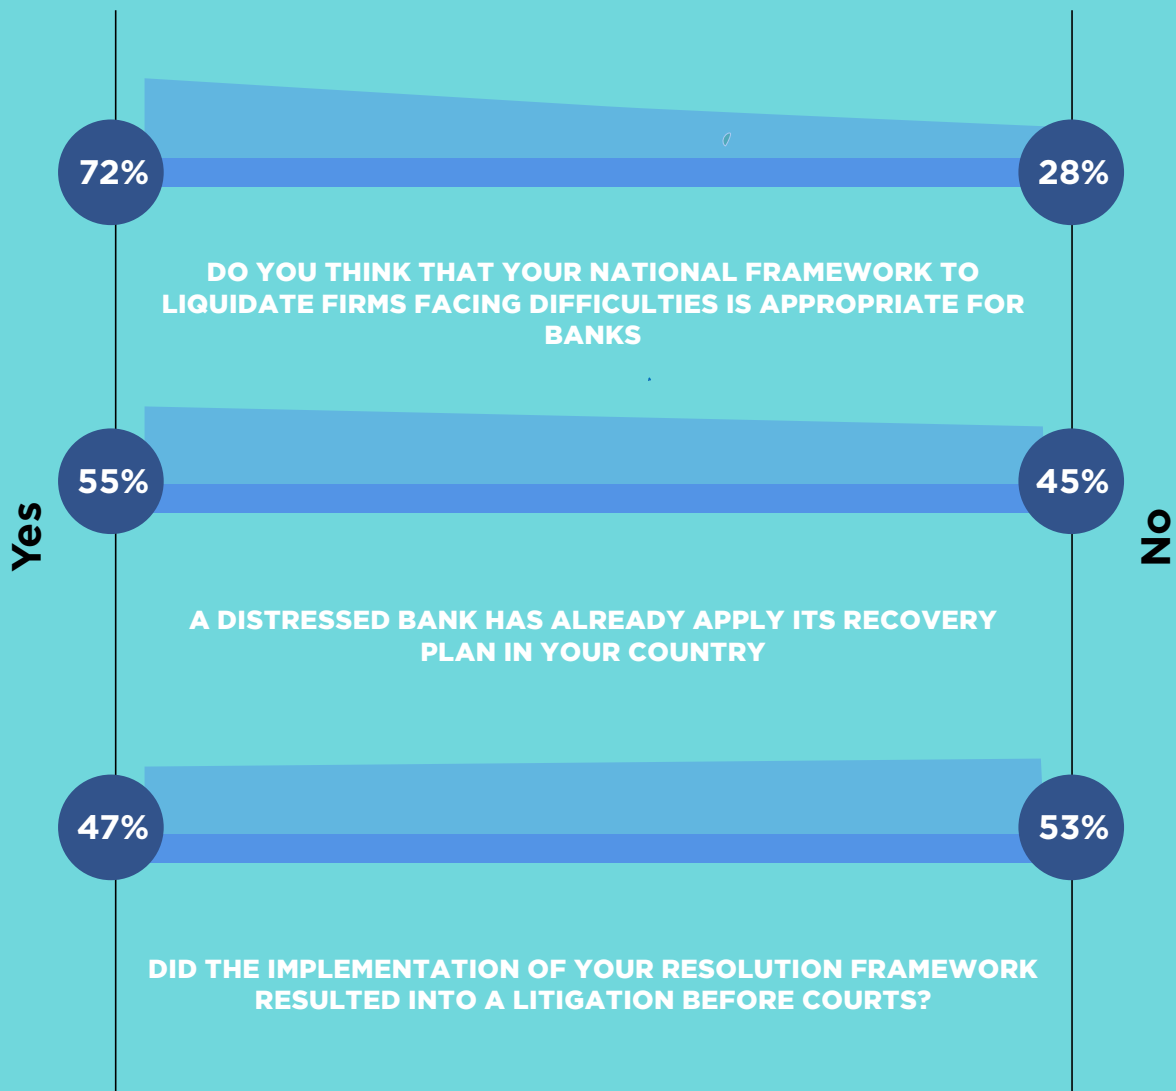 72%
28%
DO YOU THINK THAT YOUR NATIONAL FRAMEWORK TO
LIQUIDATE FIRMS FACING DIFFICULTIES IS APPROPRIATE FOR
BANKS
55%
45%
Yes
No
A DISTRESSED BANK HAS ALREADY APPLY ITS RECOVERY
PLAN IN YOUR COUNTRY
47%
53%
DID THE IMPLEMENTATION OF YOUR RESOLUTION FRAMEWORK
RESULTED INTO A LITIGATION BEFORE COURTS?